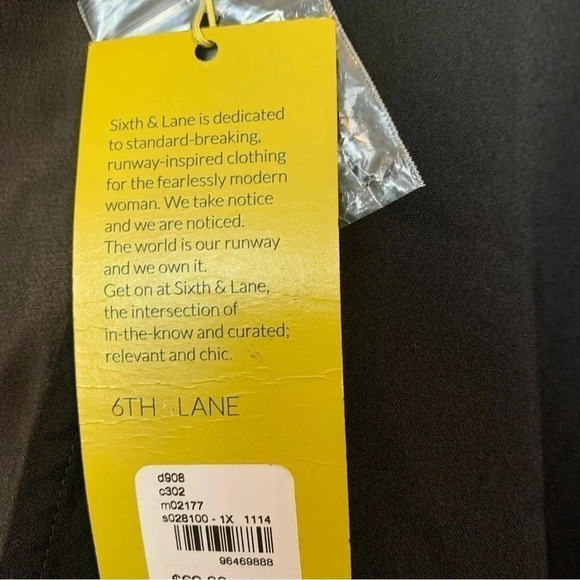 Sixth & Lane is dedicated
to standard-breaking,
runway-inspired clothing
for the fearlessly modern
woman. We take notice
and we are noticed.
The world is our runway
and we own it.
Get on at Sixth & Lane,
the intersection of
in-the-know and curated;
relevant and chic.
6TH & LANE
d908
c302
m02177
s028100 - 1X 1114
96469888